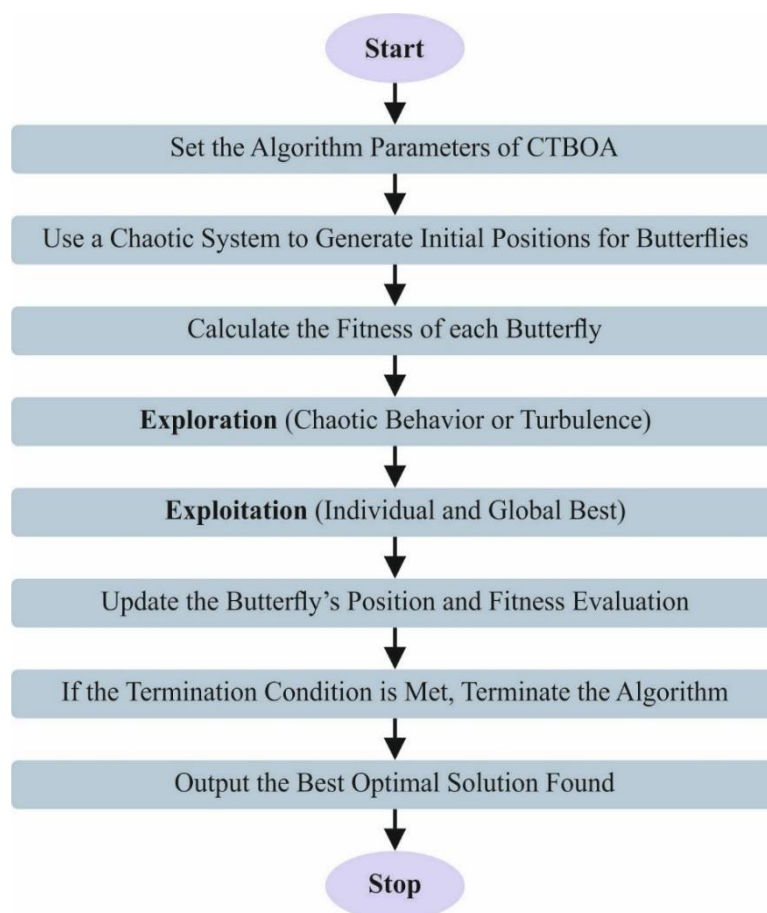 Start
Set the Algorithm Parameters of CTBOA
Use a Chaotic System to Generate Initial Positions for Butterflies
Calculate the Fitness of each Butterfly
Exploration (Chaotic Behavior or Turbulence)
Exploitation (Individual and Global Best)
Update the Butterfly’s Position and Fitness Evaluation
If the Termination Condition is Met, Terminate the Algorithm
Output the Best Optimal Solution Found
Stop